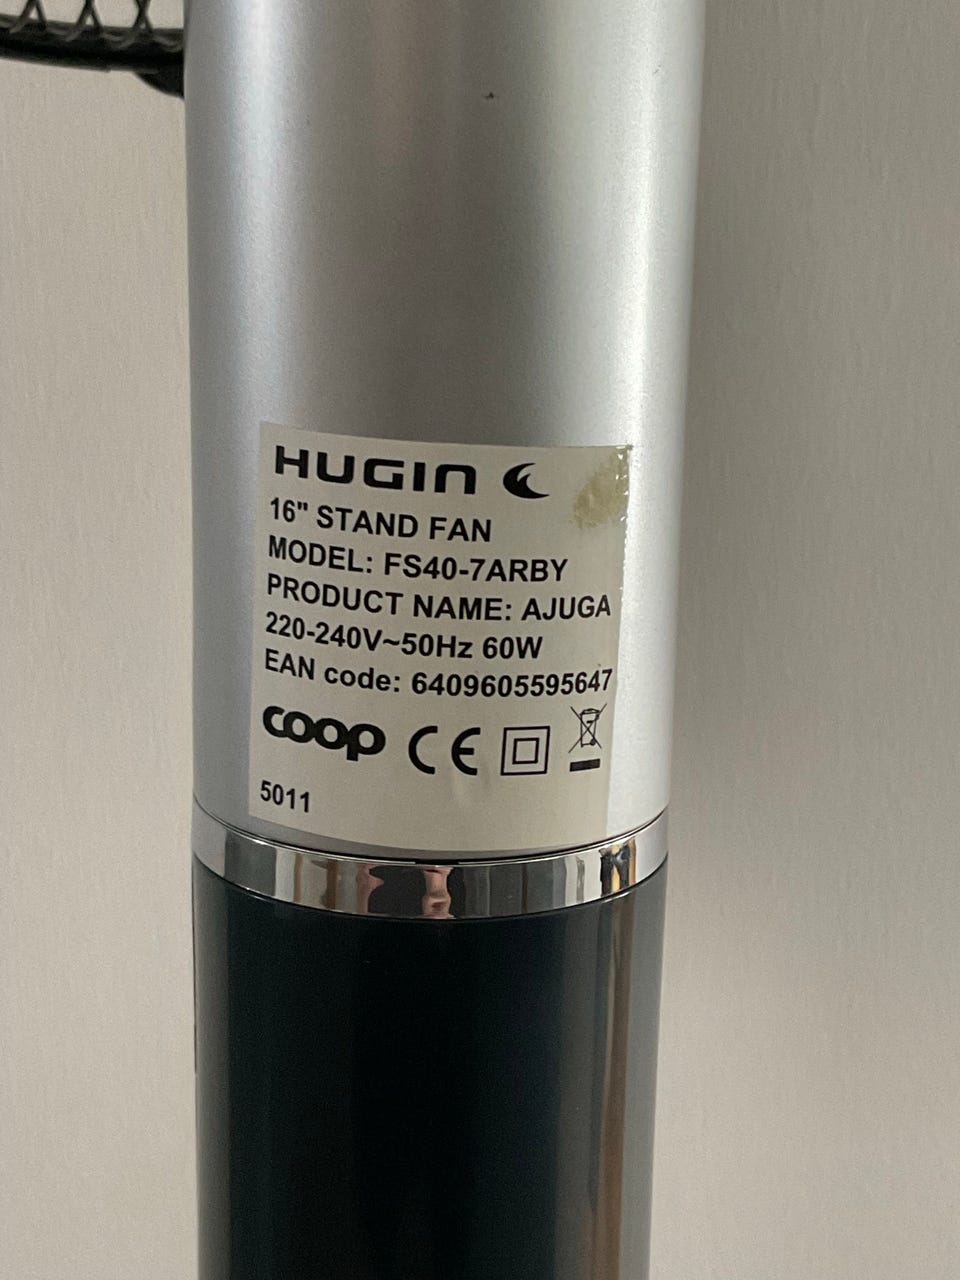 HUGIN
16" STAND FAN
MODEL: FS40-7ARBY
PRODUCT NAME: AJUGA
220-240V~50Hz 60W
EAN code: 6409605595647
coop CE
5011